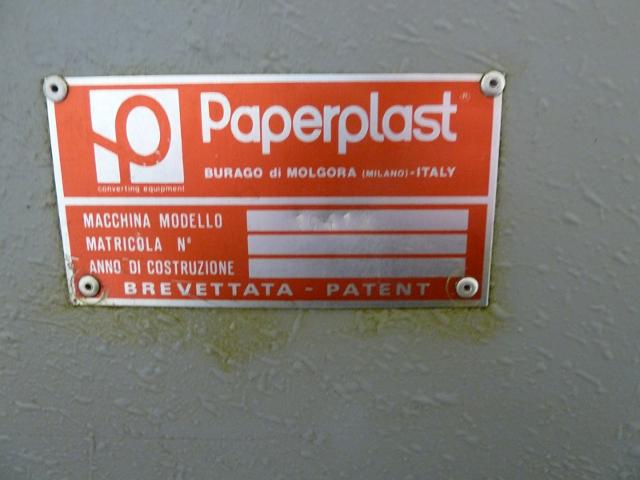 Paperplast ®
converting equipment
BURAGO di MOLGORA (MILANO) - ITALY
MACCHINA MODELLO
MATRICOLA N°
ANNO DI COSTRUZIONE
BREVETTATA - PATENT